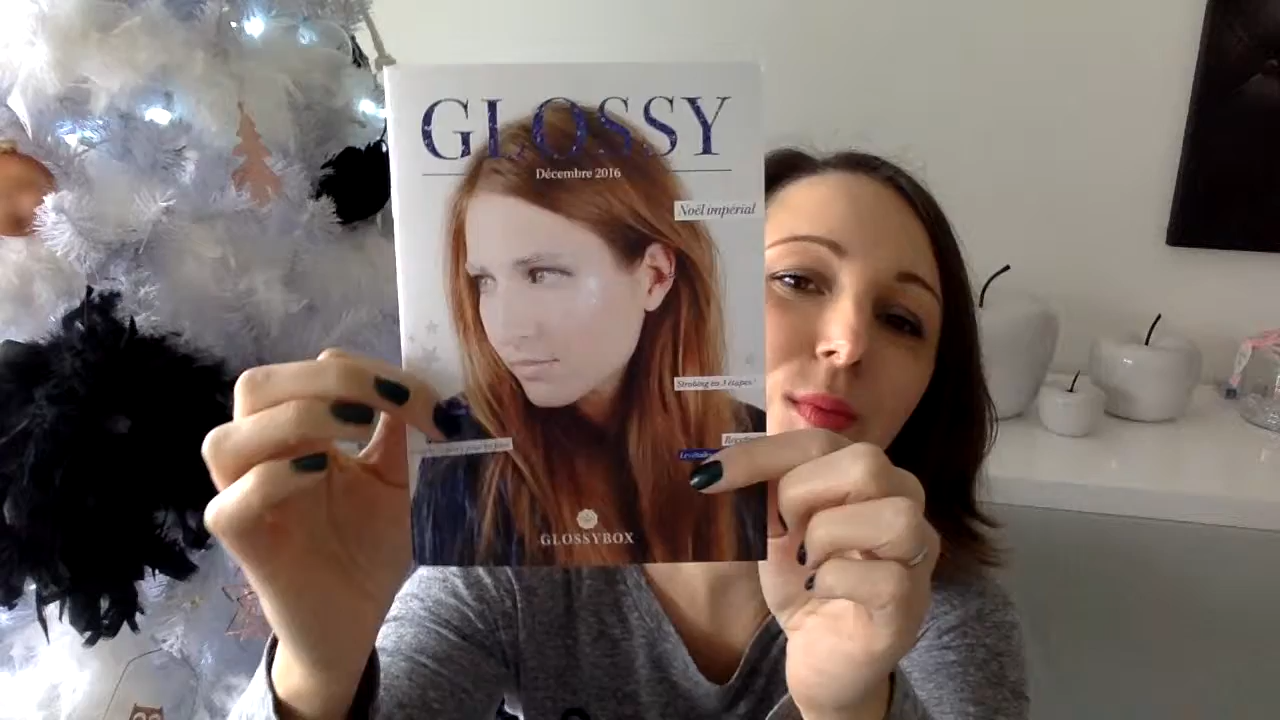 GLOSSY
Décembre 2016
Noël impérial
Strobing en 3 étapes
GLOSSYBOX